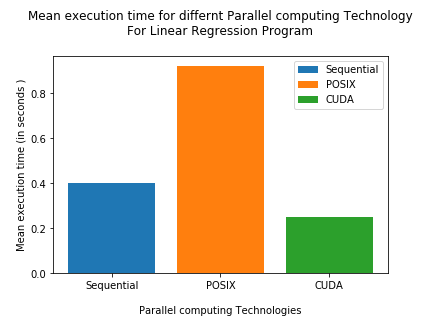 Mean execution time for differnt Parallel computing Technology
For Linear Regression Program
Sequential
POSIX
CUDA
0.8
0.6
0.4
0.2
0.0
Mean execution time (in seconds )
Sequential POSIX CUDA
Parallel computing Technologies